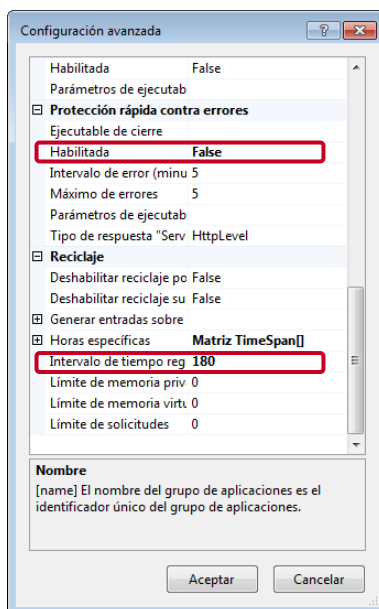 Configuración avanzada
Habilitada False
Parámetros de ejecutab
Protección rápida contra errores
Ejecutable de cierre
Habilitada False
Intervalo de error (minu 5
Máximo de errores 5
Parámetros de ejecutab
Tipo de respuesta "Serv HttpLevel
Reciclaje
Deshabilitar reciclaje po False
Deshabilitar reciclaje su False
Generar entradas sobre
Horas específicas Matriz TimeSpan[]
Intervalo de tiempo reg 180
Límite de memoria priv 0
Límite de memoria virtu 0
Límite de solicitudes 0
Nombre
[name] El nombre del grupo de aplicaciones es el
identificador único del grupo de aplicaciones.
Aceptar Cancelar